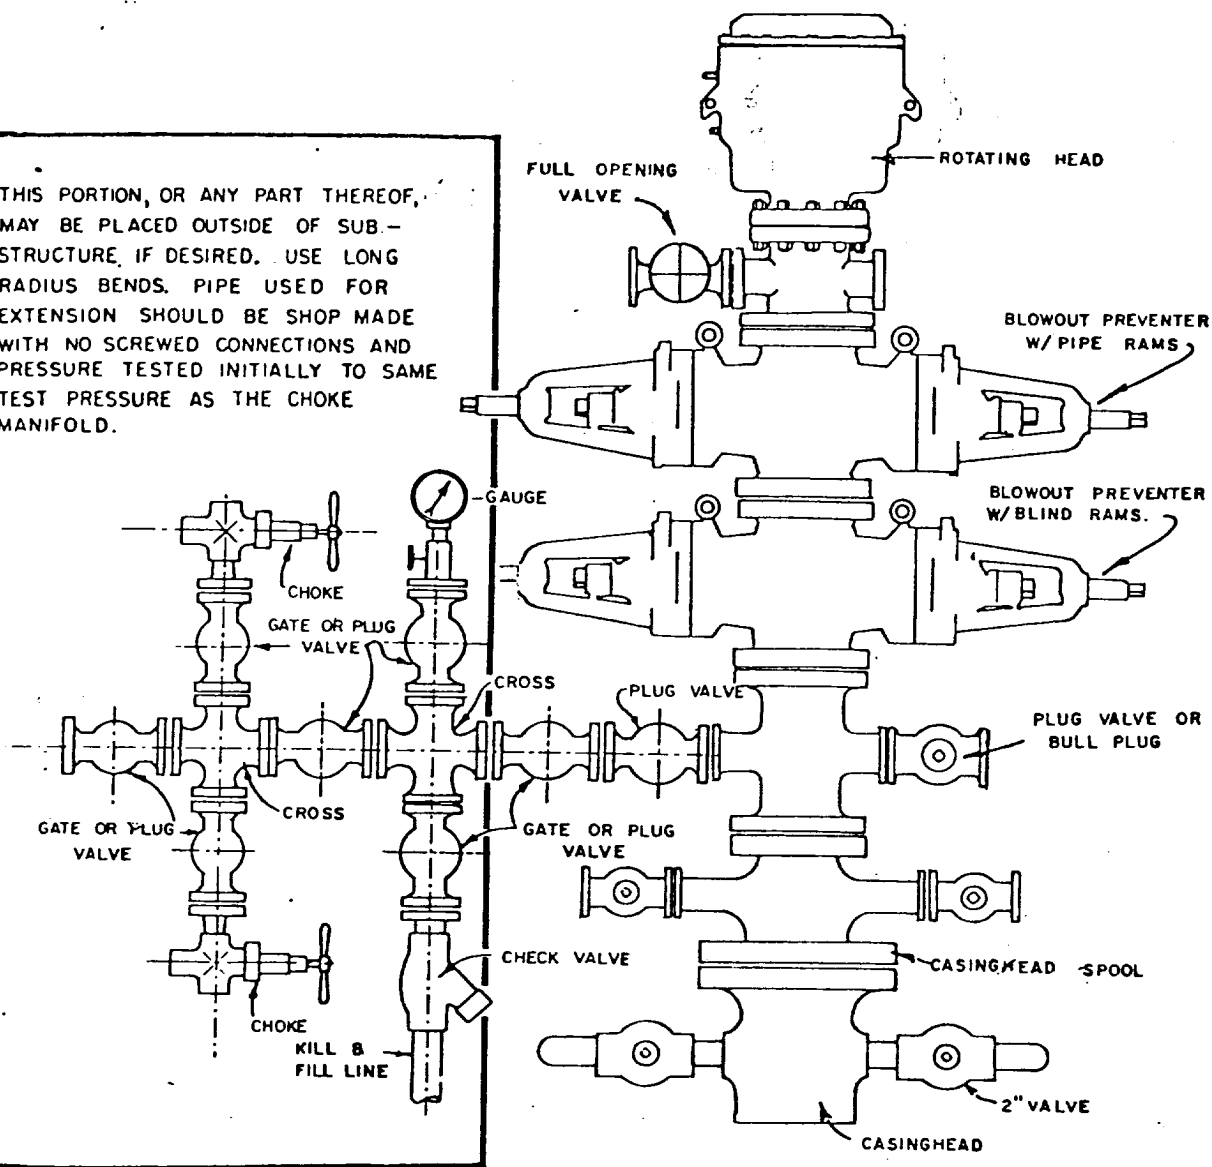 THIS PORTION, OR ANY PART THEREOF,
MAY BE PLACED OUTSIDE OF SUB-
STRUCTURE, IF DESIRED. USE LONG
RADIUS BENDS. PIPE USED FOR
EXTENSION SHOULD BE SHOP MADE
WITH NO SCREWED CONNECTIONS AND
PRESSURE TESTED INITIALLY TO SAME
TEST PRESSURE AS THE CHOKE
MANIFOLD.
FULL OPENING
VALVE
ROTATING HEAD
BLOWOUT PREVENTER
W/ PIPE RAMS
GAUGE
BLOWOUT PREVENTER
W/BLIND RAMS.
CHOKE
GATE OR PLUG
VALVE
CROSS
PLUG VALVE
PLUG VALVE OR
BULL PLUG
CROSS
GATE OR PLUG
VALVE
GATE OR PLUG
VALVE
CHECK VALVE
CASINGHEAD SPOOL
CHOKE
KILL &
FILL LINE
2" VALVE
CASINGHEAD